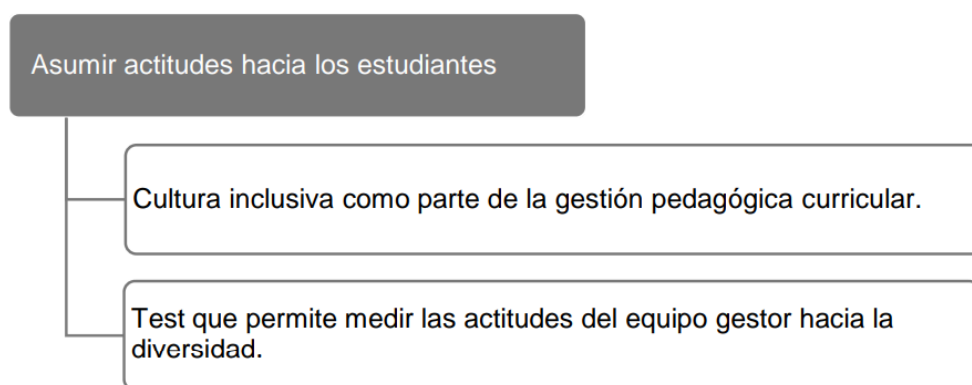 Asumir actitudes hacia los estudiantes
Cultura inclusiva como parte de la gestión pedagógica curricular.
Test que permite medir las actitudes del equipo gestor hacia la
diversidad.